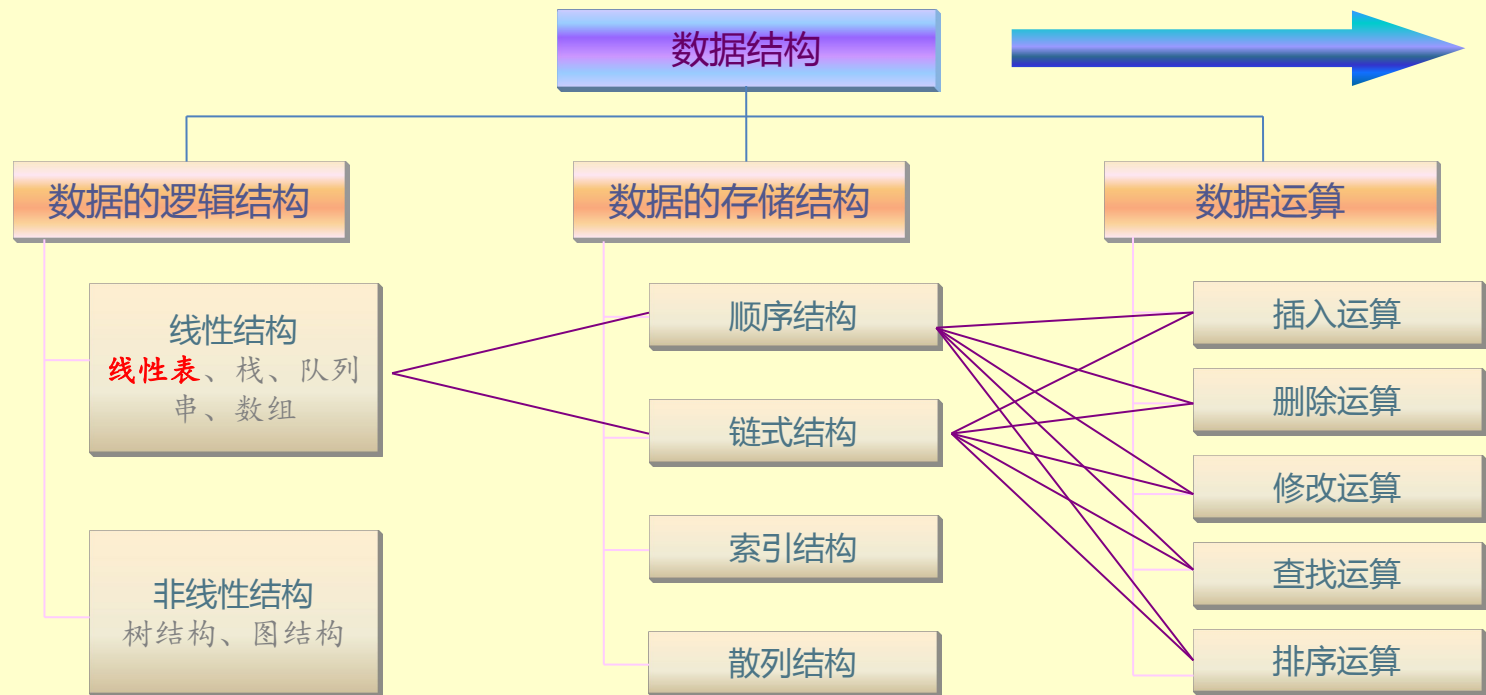 数据结构
数据的逻辑结构
数据的存储结构
数据运算
线性结构
线性表、栈、队列
串、数组
非线性结构
树结构、图结构
顺序结构
链式结构
索引结构
散列结构
插入运算
删除运算
修改运算
查找运算
排序运算